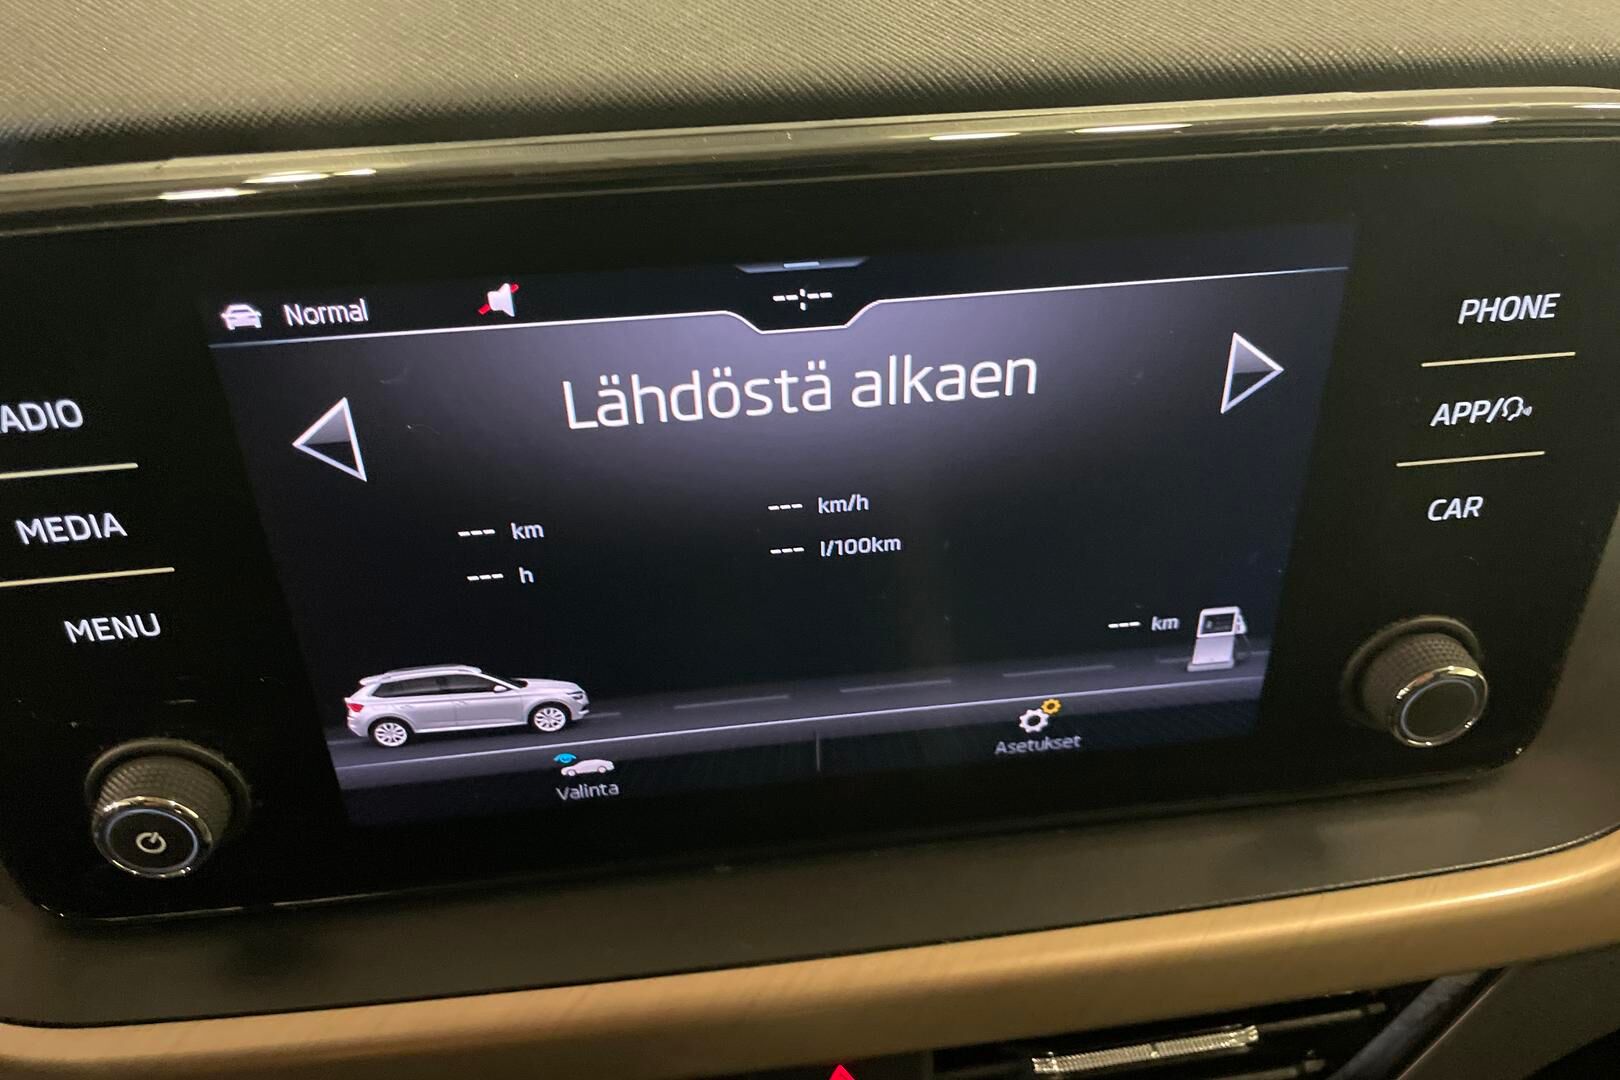 Normal
--:--
Lähdöstä alkaen
--- km
--- h
--- km/h
--- l/100km
--- km
Valinta
Asetukset
ADIO
MEDIA
MENU
PHONE
APP/
CAR